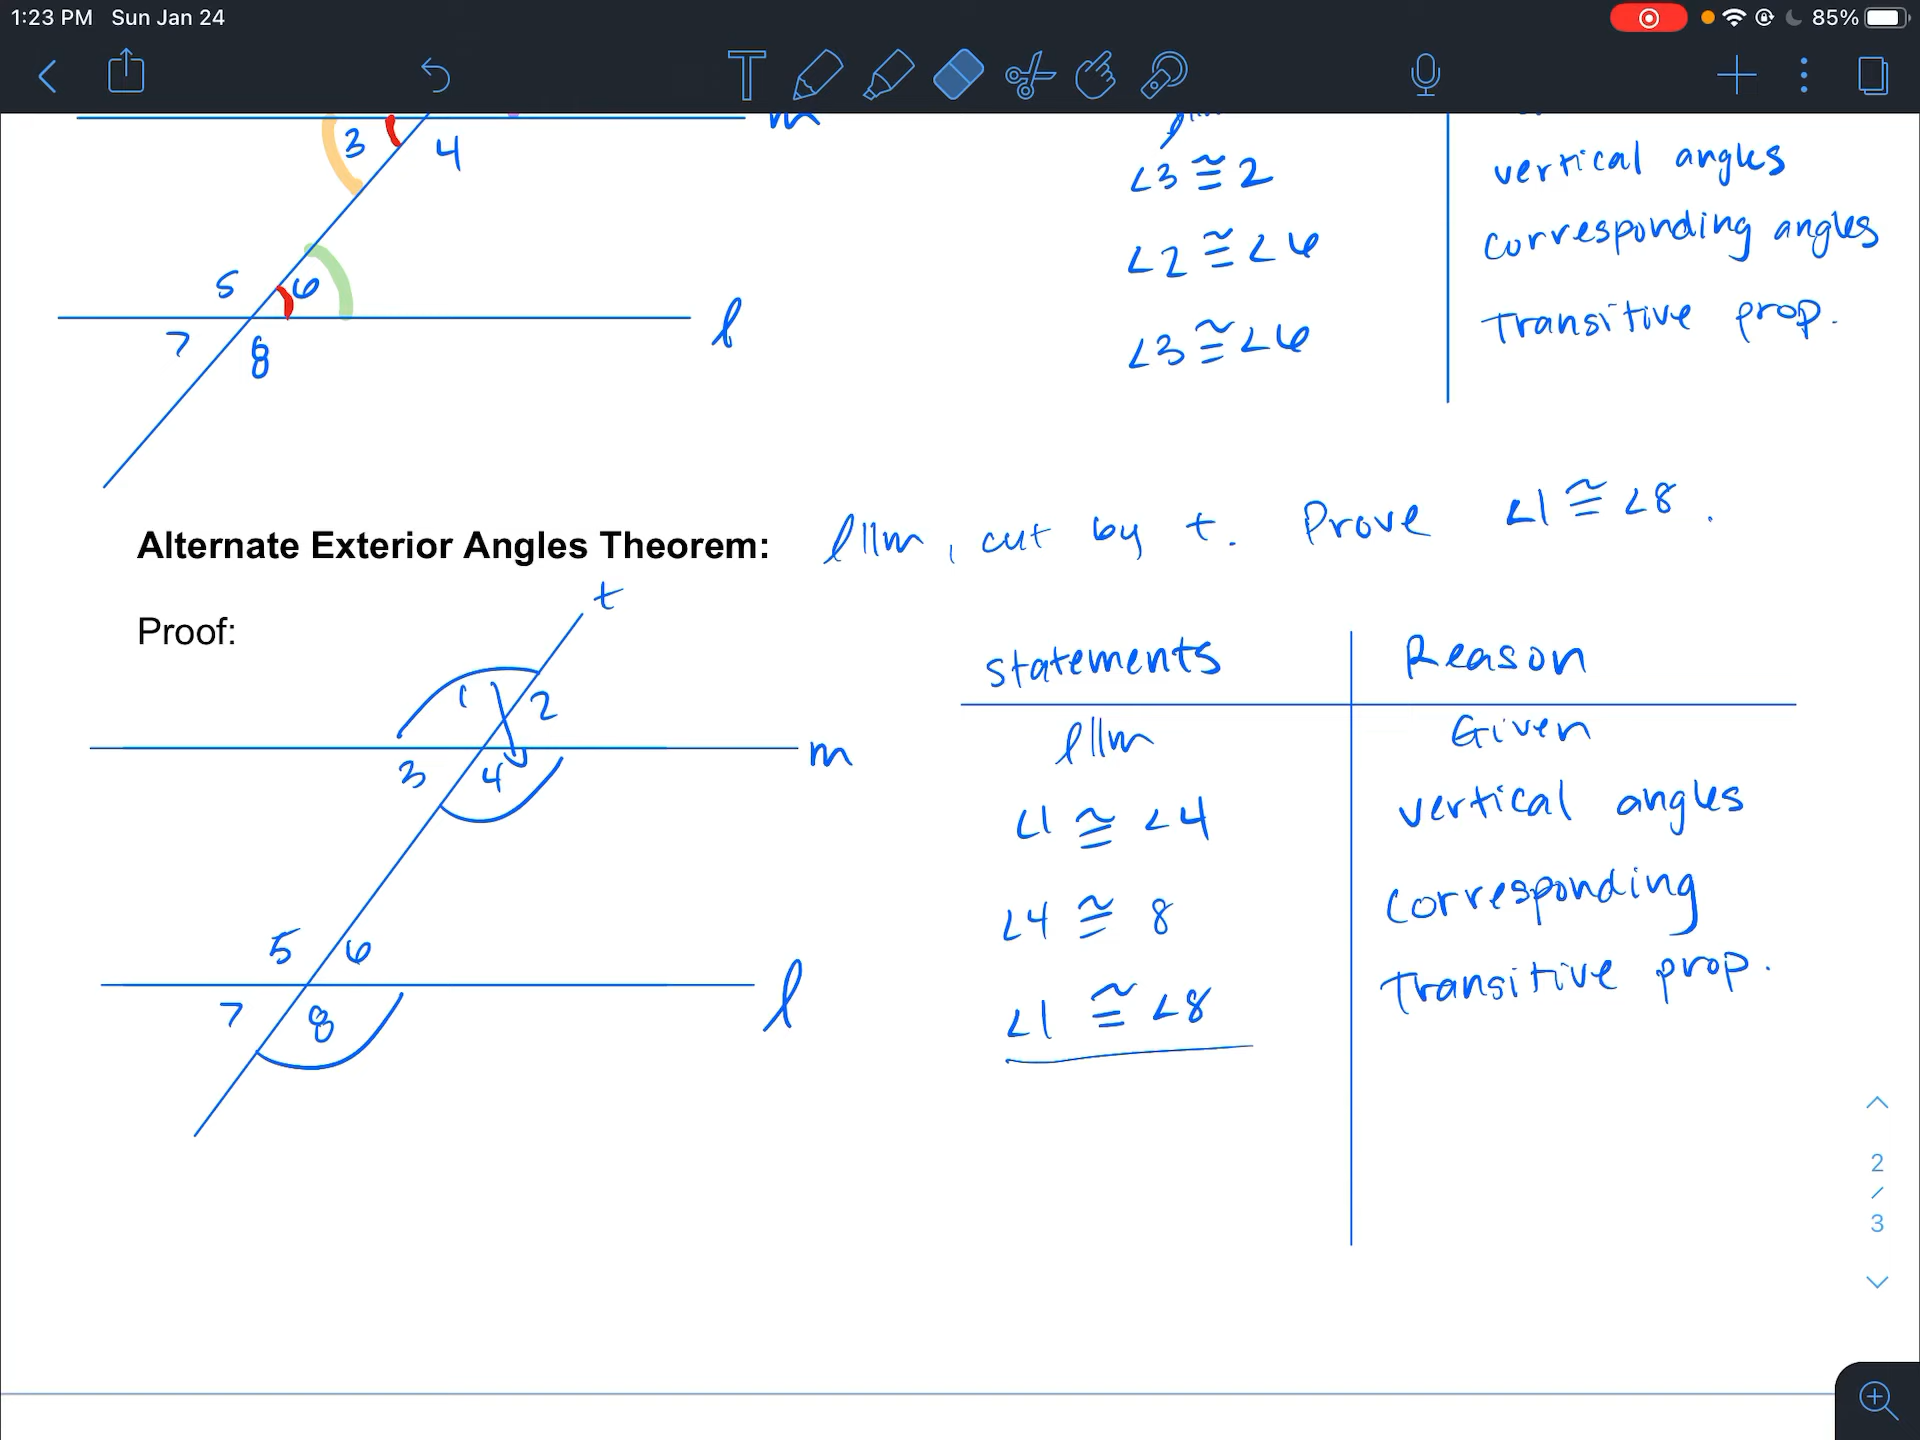 1:23 PM Sun Jan 24
85%
m
3
4
l||m
∠3 ≅ 2
vertical angles
∠2 ≅ ∠6
corresponding angles
∠3 ≅ ∠6
Transitive prop.
5 6
7 8
l
Alternate Exterior Angles Theorem: l||m, cut by t. Prove ∠1 ≅ ∠8.
Proof:
t
1 2
m
3 4
5 6
l
7 8
statements Reason
l||m Given
∠1 ≅ ∠4 vertical angles
∠4 ≅ 8 corresponding
∠1 ≅ ∠8 Transitive prop.
2
/
3